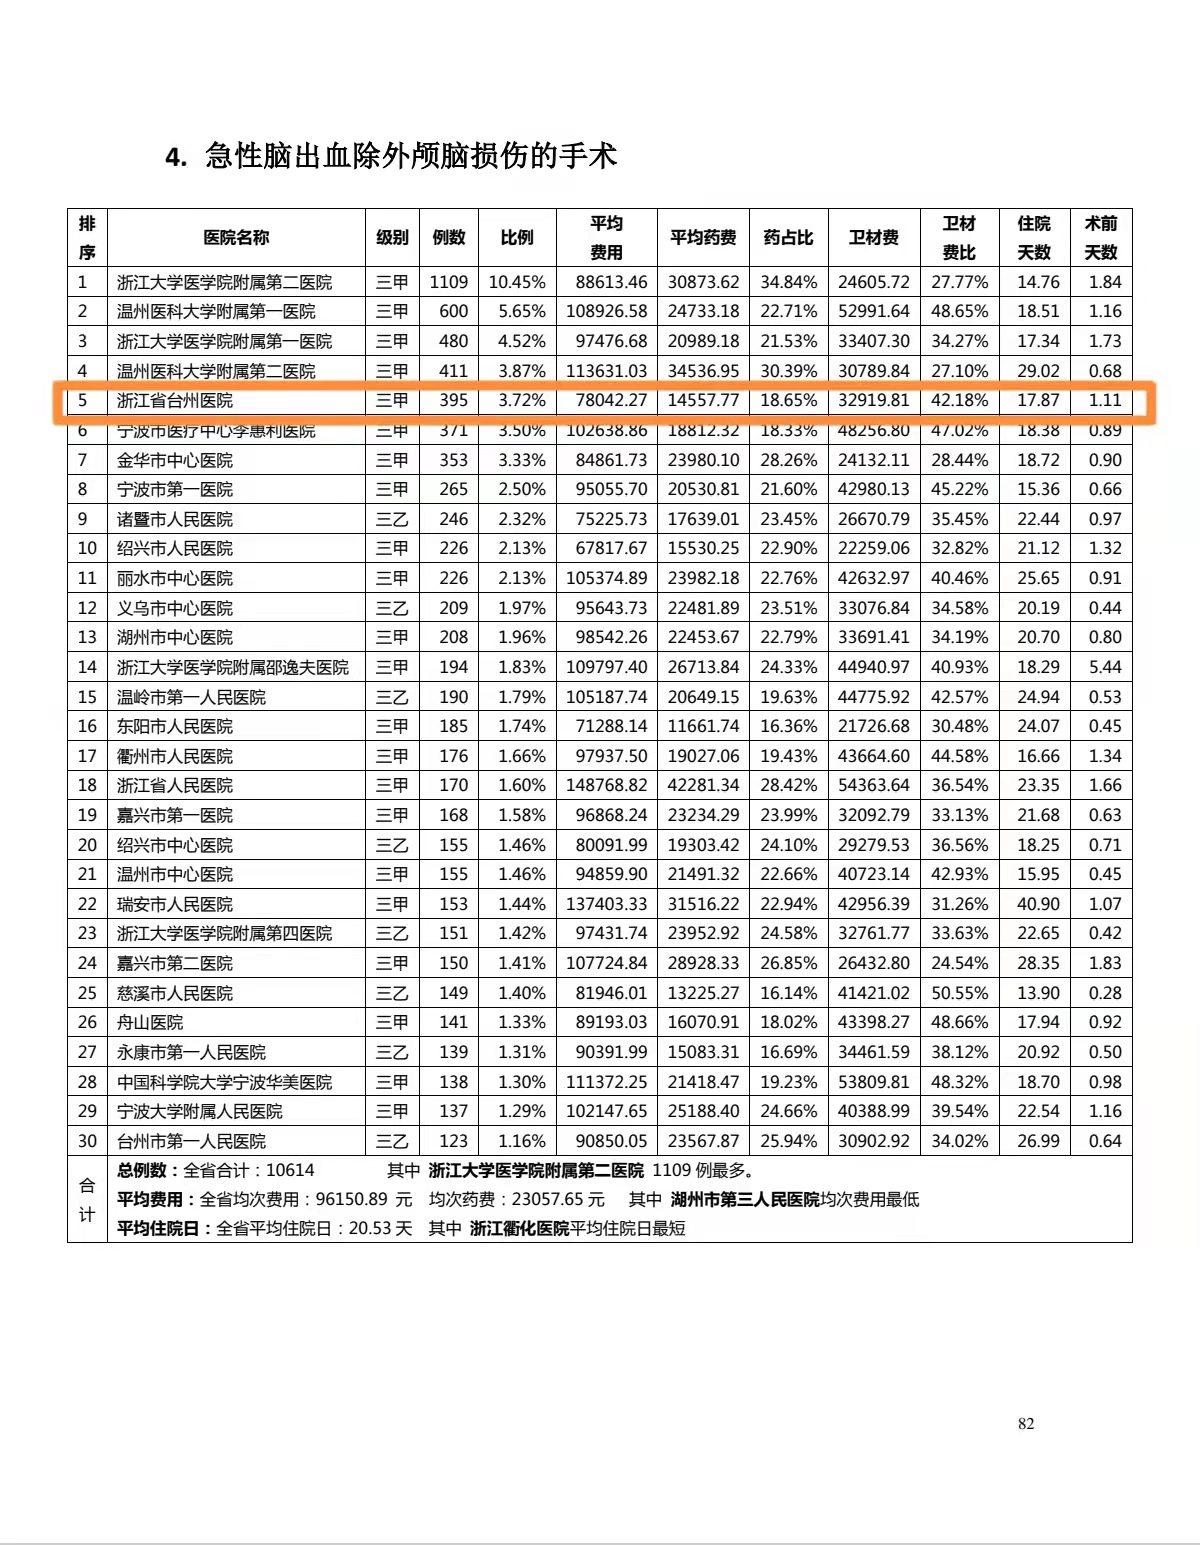 4. 急性脑出血除外颅脑损伤的手术
排序 医院名称 级别 例数 比例 平均费用 平均药费 药占比 卫材费 卫材费比 住院天数 术前天数
1 浙江大学医学院附属第二医院 三甲 1109 10.45% 88613.46 30873.62 34.84% 24605.72 27.77% 14.76 1.84
2 温州医科大学附属第一医院 三甲 600 5.65% 108926.58 24733.18 22.71% 52991.64 48.65% 18.51 1.16
3 浙江大学医学院附属第一医院 三甲 480 4.52% 97476.68 20989.18 21.53% 33407.30 34.27% 17.34 1.73
4 温州医科大学附属第二医院 三甲 411 3.87% 113631.03 34536.95 30.39% 30789.84 27.10% 29.02 0.68
5 浙江省台州医院 三甲 395 3.72% 78042.27 14557.77 18.65% 32919.81 42.18% 17.87 1.11
6 宁波市医疗中心李惠利医院 三甲 371 3.50% 102638.86 18812.32 18.33% 48256.80 47.02% 18.38 0.89
7 金华市中心医院 三甲 353 3.33% 84861.73 23980.10 28.26% 24132.11 28.44% 18.72 0.90
8 宁波市第一医院 三甲 265 2.50% 95055.70 20530.81 21.60% 42980.13 45.22% 15.36 0.66
9 诸暨市人民医院 三乙 246 2.32% 75225.73 17639.01 23.45% 26670.79 35.45% 22.44 0.97
10 绍兴市人民医院 三甲 226 2.13% 67817.67 15530.25 22.90% 22259.06 32.82% 21.12 1.32
11 丽水市中心医院 三甲 226 2.13% 105374.89 23982.18 22.76% 42632.97 40.46% 25.65 0.91
12 义乌市中心医院 三乙 209 1.97% 95643.73 22481.89 23.51% 33076.84 34.58% 20.19 0.44
13 湖州市中心医院 三甲 208 1.96% 98542.26 22453.67 22.79% 33691.41 34.19% 20.70 0.80
14 浙江大学医学院附属邵逸夫医院 三甲 194 1.83% 109797.40 26713.84 24.33% 44940.97 40.93% 18.29 5.44
15 温岭市第一人民医院 三乙 190 1.79% 105187.74 20649.15 19.63% 44775.92 42.57% 24.94 0.53
16 东阳市人民医院 三甲 185 1.74% 71288.14 11661.74 16.36% 21726.68 30.48% 24.07 0.45
17 衢州市人民医院 三甲 176 1.66% 97937.50 19027.06 19.43% 43664.60 44.58% 16.66 1.34
18 浙江省人民医院 三甲 170 1.60% 148768.82 42281.34 28.42% 54363.64 36.54% 23.35 1.66
19 嘉兴市第一医院 三甲 168 1.58% 96868.24 23234.29 23.99% 32092.79 33.13% 21.68 0.63
20 绍兴市中心医院 三乙 155 1.46% 80091.99 19303.42 24.10% 29279.53 36.56% 18.25 0.71
21 温州市中心医院 三甲 155 1.46% 94859.90 21491.32 22.66% 40723.14 42.93% 15.95 0.45
22 瑞安市人民医院 三甲 153 1.44% 137403.33 31516.22 22.94% 42956.39 31.26% 40.90 1.07
23 浙江大学医学院附属第四医院 三乙 151 1.42% 97431.74 23952.92 24.58% 32761.77 33.63% 22.65 0.42
24 嘉兴市第二医院 三甲 150 1.41% 107724.84 28928.33 26.85% 26432.80 24.54% 28.35 1.83
25 慈溪市人民医院 三乙 149 1.40% 81946.01 13225.27 16.14% 41421.02 50.55% 13.90 0.28
26 舟山医院 三甲 141 1.33% 89193.03 16070.91 18.02% 43398.27 48.66% 17.94 0.92
27 永康市第一人民医院 三乙 139 1.31% 90391.99 15083.31 16.69% 34461.59 38.12% 20.92 0.50
28 中国科学院大学宁波华美医院 三甲 138 1.30% 111372.25 21418.47 19.23% 53809.81 48.32% 18.70 0.98
29 宁波大学附属人民医院 三甲 137 1.29% 102147.65 25188.40 24.66% 40388.99 39.54% 22.54 1.16
30 台州市第一人民医院 三乙 123 1.16% 90850.05 23567.87 25.94% 30902.92 34.02% 26.99 0.64
合计 总例数：全省合计：10614 其中 浙江大学医学院附属第二医院 1109 例最多。
平均费用：全省均次费用：96150.89 元 均次药费：23057.65 元 其中 湖州市第三人民医院均次费用最低
平均住院日：全省平均住院日：20.53 天 其中 浙江衢化医院平均住院日最短
82